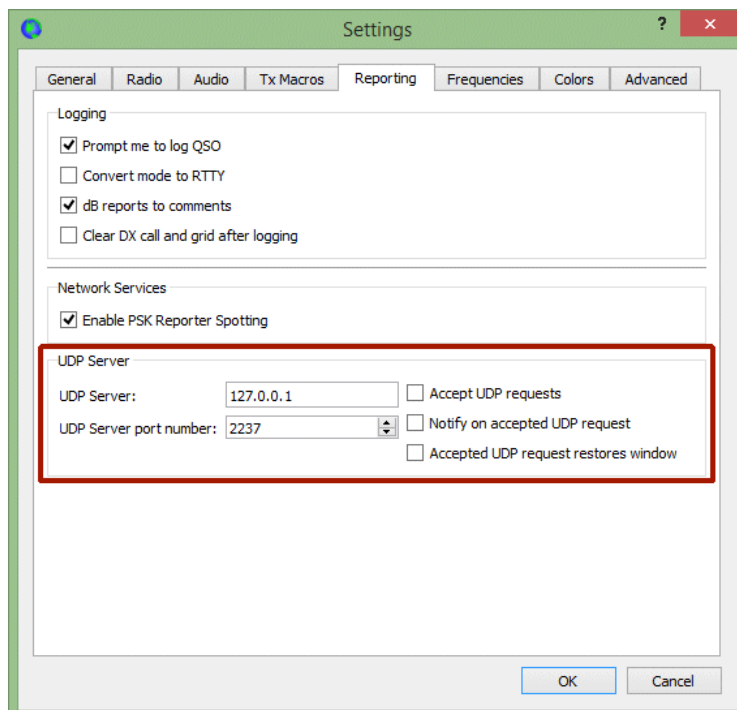 Settings
?
General Radio Audio Tx Macros Reporting Frequencies Colors Advanced
Logging
Prompt me to log QSO
Convert mode to RTTY
dB reports to comments
Clear DX call and grid after logging
Network Services
Enable PSK Reporter Spotting
UDP Server
UDP Server: 127.0.0.1 Accept UDP requests
UDP Server port number: 2237 Notify on accepted UDP request
Accepted UDP request restores window
OK Cancel